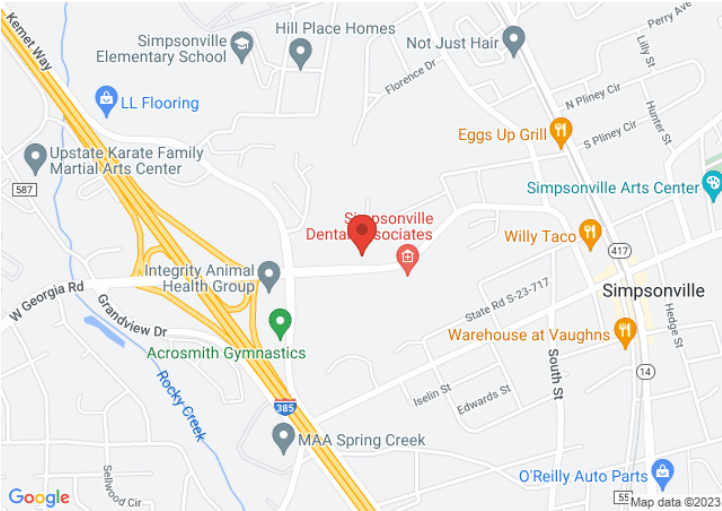 Kemet Way
Simpsonville
Elementary School
Hill Place Homes
Not Just Hair
Perry Ave
Lilly St
Florence Dr
LL Flooring
N Pliney Cir
Hunter St
Eggs Up Grill
S Pliney Cir
Upstate Karate Family
Martial Arts Center
587
Simpsonville Arts Center
Simpsonville
Dental Associates
Willy Taco
417
Integrity Animal
Health Group
W Georgia Rd
Grandview Dr
State Rd S-23-717
Simpsonville
Hedge St
Acrosmith Gymnastics
Warehouse at Vaughns
South St
Rocky Creek
385
Iselin St
Edwards St
14
MAA Spring Creek
Sellwood Cir
O'Reilly Auto Parts
Google
55
Map data ©2023